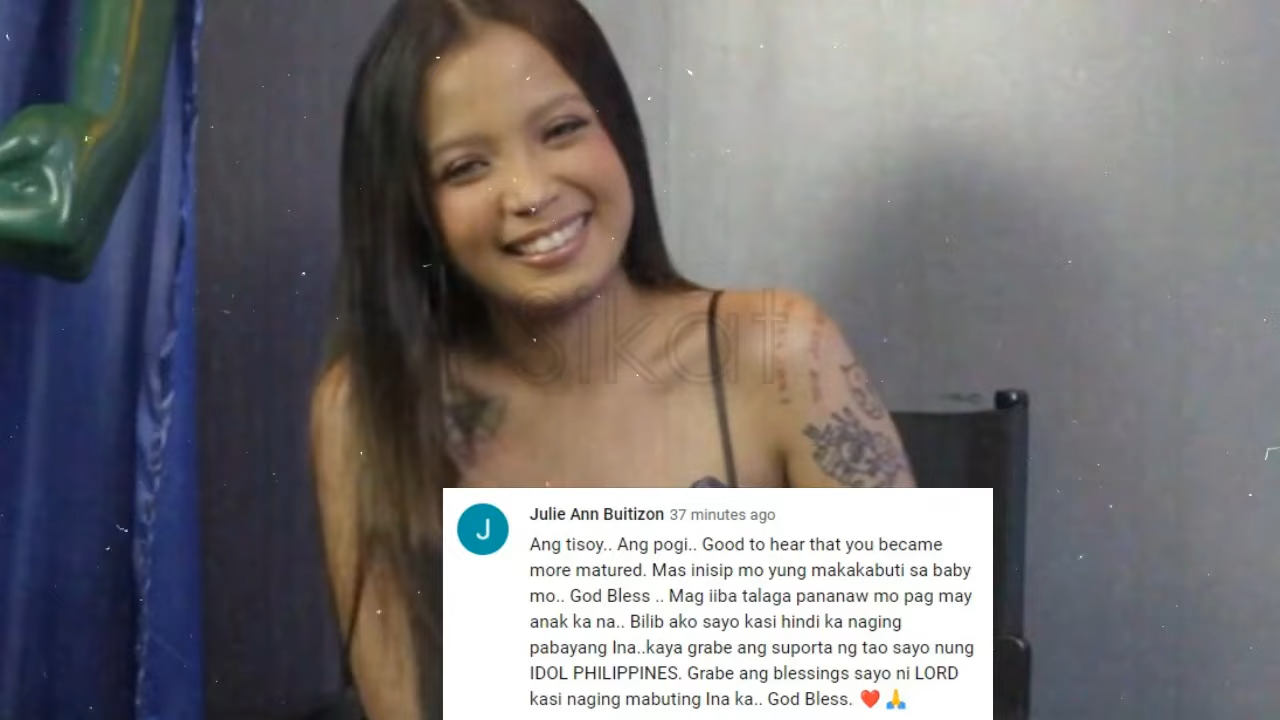 sikat
Julie Ann Buitizon 37 minutes ago
J
Ang tisoy.. Ang pogi.. Good to hear that you became
more matured. Mas inisip mo yung makakabuti sa baby
mo.. God Bless .. Mag iiba talaga pananaw mo pag may
anak ka na.. Bilib ako sayo kasi hindi ka naging
pabayang Ina..kaya grabe ang suporta ng tao sayo nung
IDOL PHILIPPINES. Grabe ang blessings sayo ni LORD
kasi naging mabuting Ina ka.. God Bless. ❤️ 🙏